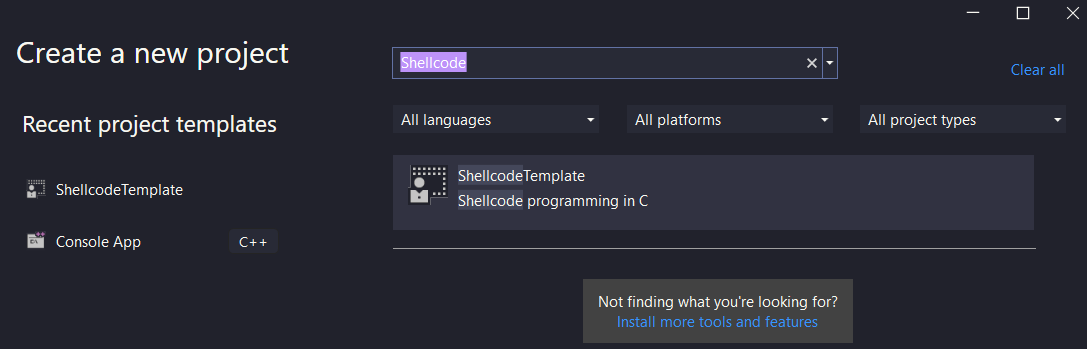 Create a new project
Recent project templates
ShellcodeTemplate
Console App
C++
Shellcode
Clear all
All languages
All platforms
All project types
ShellcodeTemplate
Shellcode programming in C
Not finding what you're looking for?
Install more tools and features